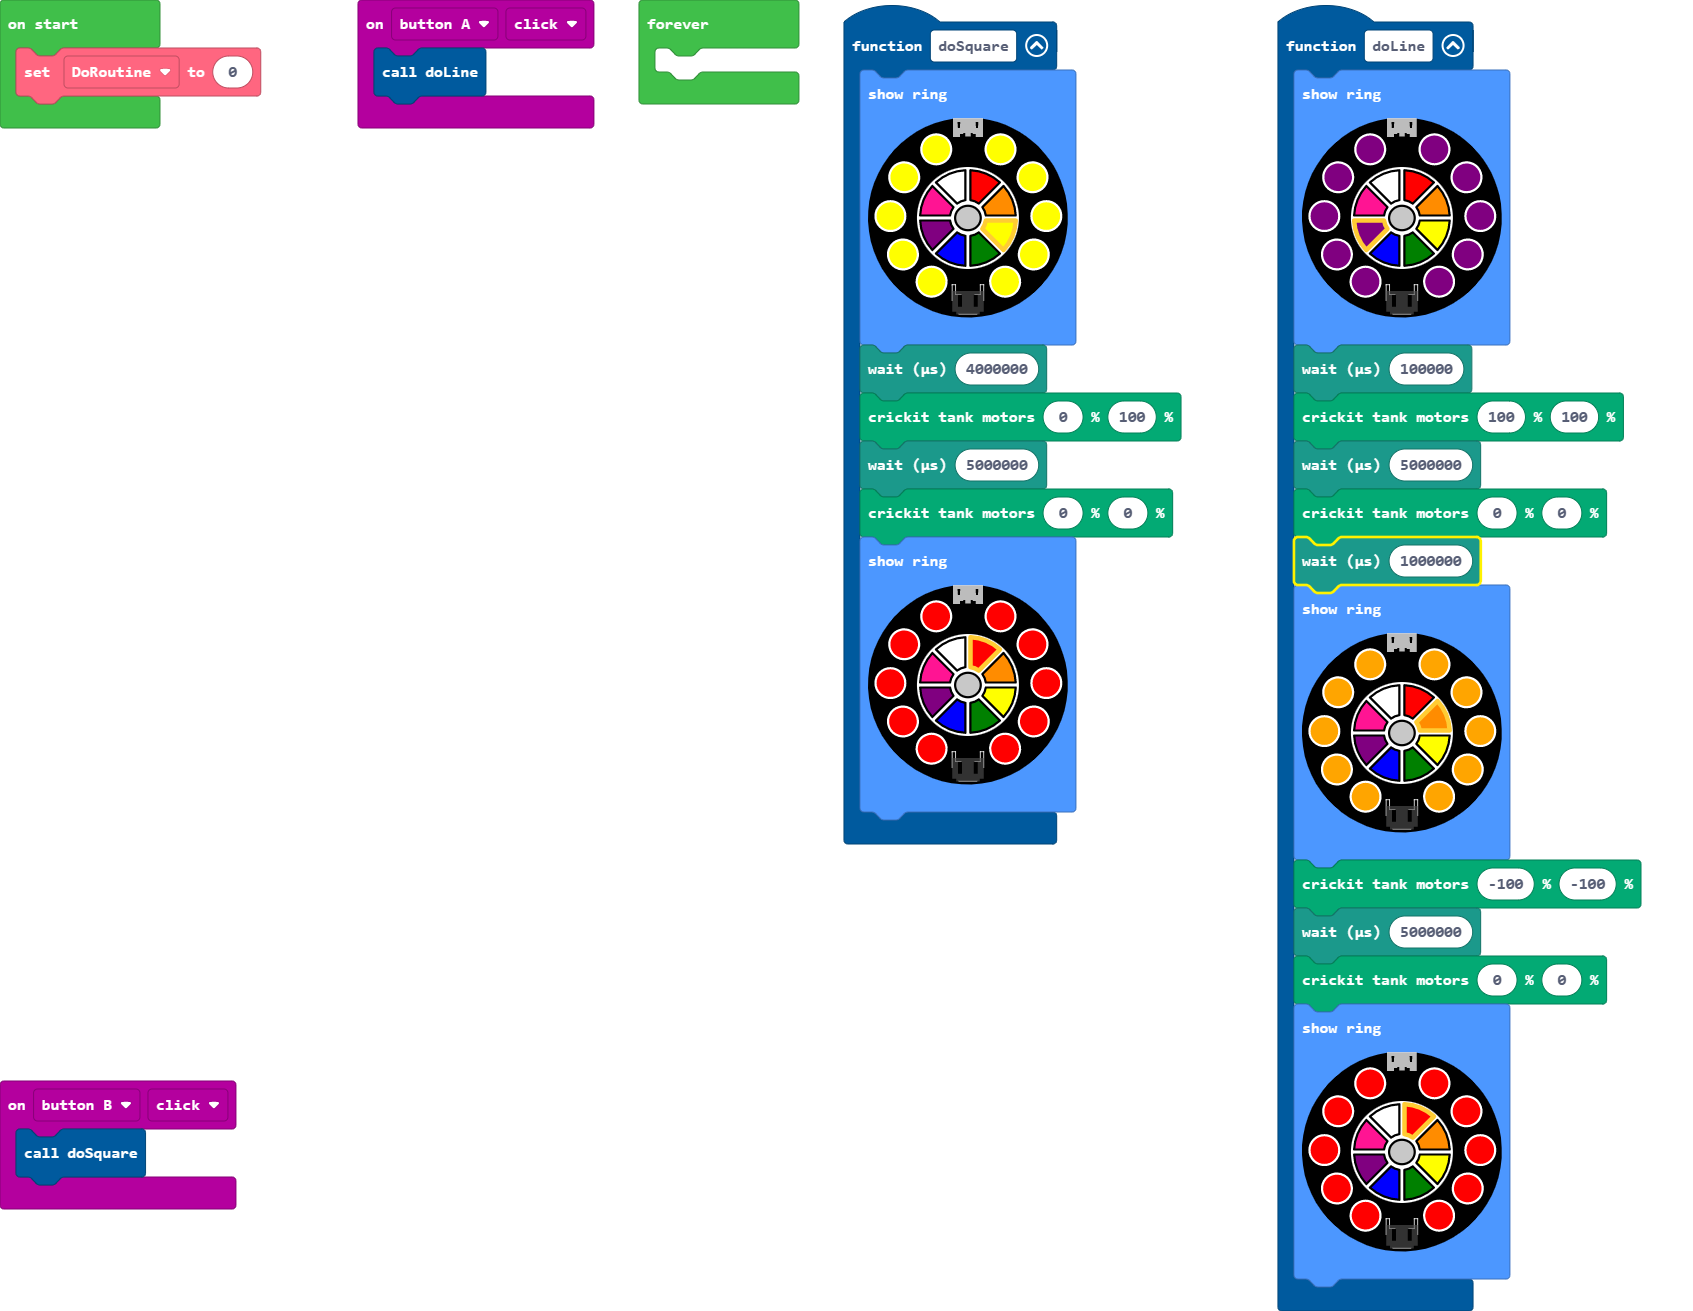 on start
set DoRoutine to 0
on button A click
call doLine
forever
function doSquare
show ring
wait (µs) 4000000
crickit tank motors 0 % 100 %
wait (µs) 5000000
crickit tank motors 0 % 0 %
show ring
function doLine
show ring
wait (µs) 100000
crickit tank motors 100 % 100 %
wait (µs) 5000000
crickit tank motors 0 % 0 %
wait (µs) 1000000
show ring
crickit tank motors -100 % -100 %
wait (µs) 5000000
crickit tank motors 0 % 0 %
show ring
on button B click
call doSquare